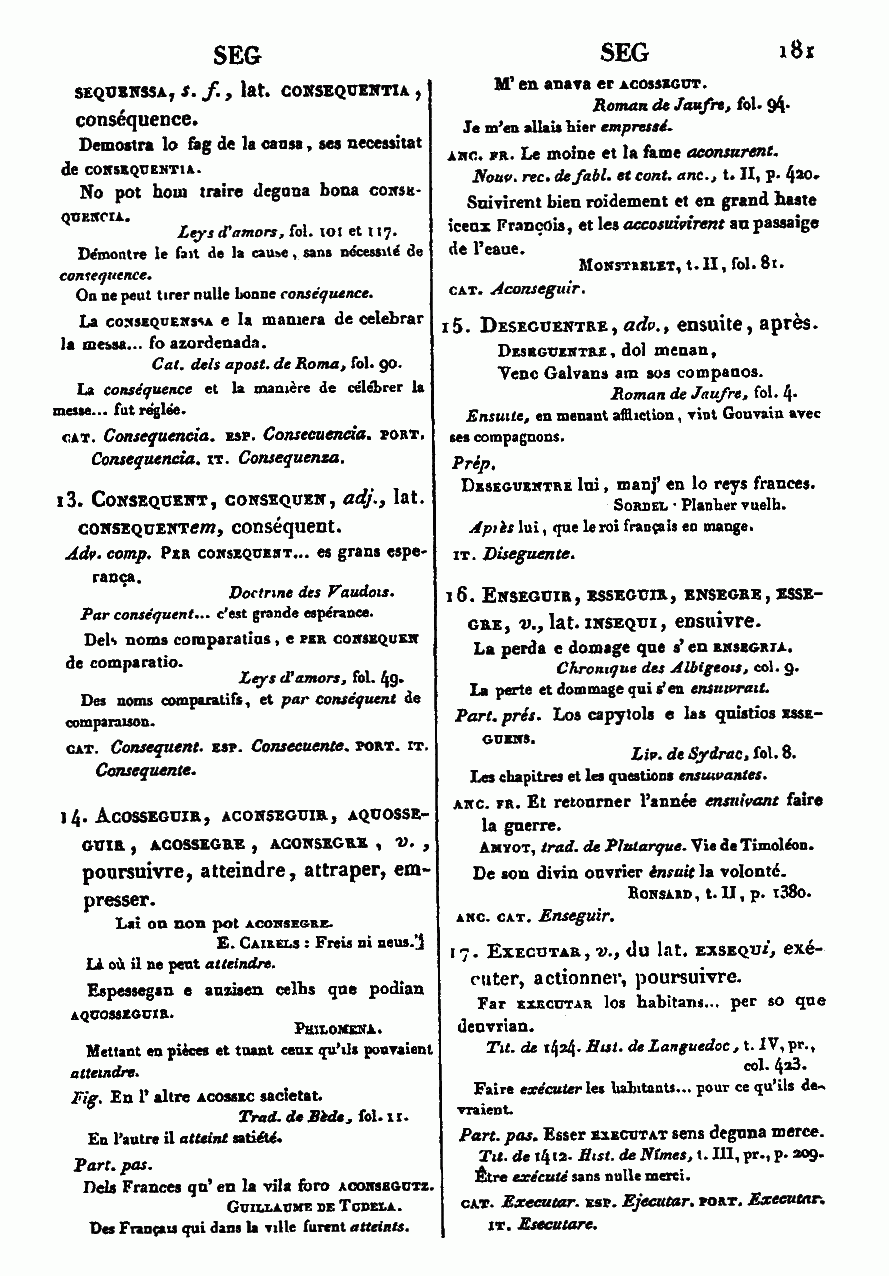 SEG
SEG 181
SEQUENSSA, s. f., lat. CONSEQUENTIA,
conséquence.
Demostra lo fag de la causa, ses necessitat
de CONSEQUENTIA.
No pot hom traire deguna bona CONSE-
QUENCIA.
Leys d'amors, fol. 101 et 117.
Démontre le fait de la cause, sans nécessité de
conséquence.
On ne peut tirer nulle bonne conséquence.
La CONSEQUENSSA e la maniera de celebrar
la messa... fo azordenada.
Cat. dels apost. de Roma, fol. 90.
La conséquence et la manière de célébrer la
messe... fut réglée.
CAT. Consequencia. ESP. Consecuencia. PORT.
Consequencia. IT. Consequenza.
13. CONSEQUENT, CONSEQUEN, adj., lat.
CONSEQUENTem, conséquent.
Adv. comp. PER CONSEQUENT... es grans espe-
rança.
Doctrine des Vaudois.
Par conséquent... c'est grande espérance.
Dels noms comparatius, e PER CONSEQUEN
de comparatio.
Leys d'amors, fol. 49.
Des noms comparatifs, et par conséquent de
comparaison.
CAT. Consequent. ESP. Consecuente. PORT. IT.
Consequente.
14. ACOSSEGUIR, ACONSEGUIR, AQUOSSE-
GUIR, ACOSSEGRE, ACONSEGRE, v.,
poursuivre, atteindre, attraper, em-
presser.
Lai on non pot ACONSEGRE.
E. CAIRELS : Freis ni neus.
Là où il ne peut atteindre.
Espessegan e auzisen celhs que podian
AQUOSSEGUIR.
PHILOMENA.
Mettant en pièces et tuant ceux qu'ils pouvaient
atteindre.
Fig. En l' altre ACOSSEC sacietat.
Trad. de Bède, fol. 11.
En l'autre il atteint satiété.
Part. pas.
Dels Frances qu' en la vila foro ACONSEGUTZ.
GUILLAUME DE TUDELA.
Des Français qui dans la ville furent atteints.
M' en anava er ACOSSEGUT.
Roman de Jaufre, fol. 94.
Je m'en allais hier empressé.
ANC. FR. Le moine et la fame aconsurent.
Nouv. rec. de fabl. et cont. anc., t. II, p. 420.
Suivirent bien roidement et en grand haste
iceux François, et les accosuivirent au passaige
de l'eaue.
MONSTRELET, t. II, fol. 81.
CAT. Aconseguir.
15. DESEGUENTRE, adv., ensuite, après.
DESEGUENTRE, dol menan,
Venc Galvans am sos companos.
Roman de Jaufre, fol. 4.
Ensuite, en menant affliction, vint Gouvain avec
ses compagnons.
Prép.
DESEGUENTRE lui, manj' en lo reys frances.
SORDEL : Planher vuelh.
Après lui, que le roi français en mange.
IT. Diseguente.
16. ENSEGUIR, ESSEGUIR, ENSEGRE, ESSE-
GRE, v., lat. INSEQUI, ensuivre.
La perda e domage que s' en ENSEGRIA.
Chronique des Albigeois, col. 9.
La perte et dommage qui s'en ensuivrait.
Part. prés. Los capytols e las quistios ESSE-
GUENS.
Liv. de Sydrac, fol. 8.
Les chapitres et les questions ensuivantes.
ANC. FR. Et retourner l'année ensuivant faire
la guerre.
AMYOT, trad. de Plutarque. Vie de Timoléon.
De son divin ouvrier ènsuit la volonté.
RONSARD, t. II, p. 1380.
ANC. CAT. Enseguir.
17. EXECUTAR, v., du lat. EXSEQUi, exé-
cuter, actionner, poursuivre.
Far EXECUTAR los habitans... per so que
deuvrian.
Tit. de 1424. Hist. de Languedoc, t. IV, pr.,
col. 423.
Faire exécuter les habitants... pour ce qu'ils de-
vraient.
Part. pas. Esser EXECUTAT sens deguna merce.
Tit. de 1412. Hist. de Nîmes, t. III, pr., p. 209.
Être exécuté sans nulle merci.
CAT. Executar. ESP. Ejecutar. PORT. Executar.
IT. Esecutare.